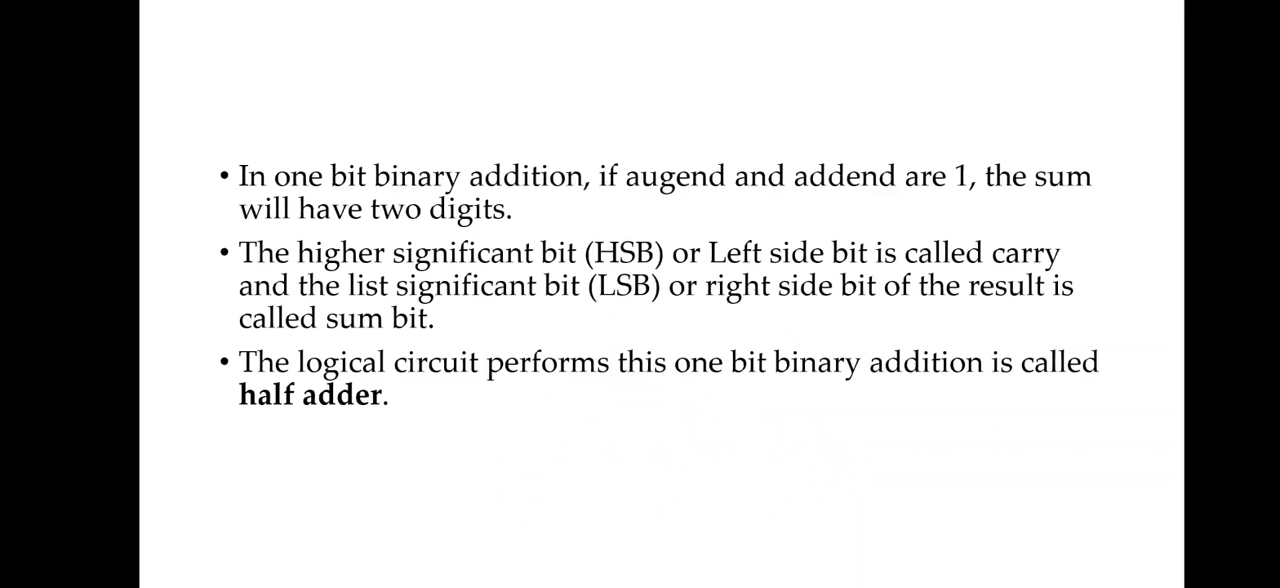 • In one bit binary addition, if augend and addend are 1, the sum
will have two digits.
• The higher significant bit (HSB) or Left side bit is called carry
and the list significant bit (LSB) or right side bit of the result is
called sum bit.
• The logical circuit performs this one bit binary addition is called
half adder.